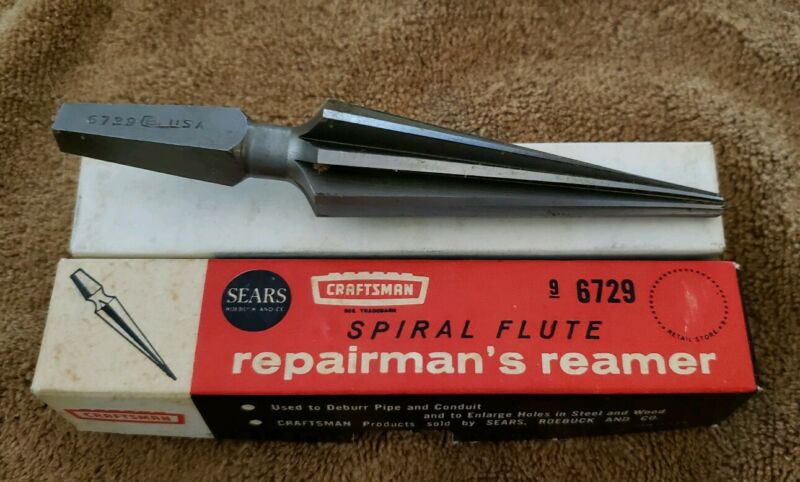 6729 USA
SEARS
ROEBUCK AND CO.
CRAFTSMAN
REG. TRADEMARK
9 6729
RETAIL STORE
SPIRAL FLUTE
repairman's reamer
CRAFTSMAN
Used to Deburr Pipe and Conduit
and to Enlarge Holes in Steel and Wood
CRAFTSMAN Products sold by SEARS, ROEBUCK AND CO.